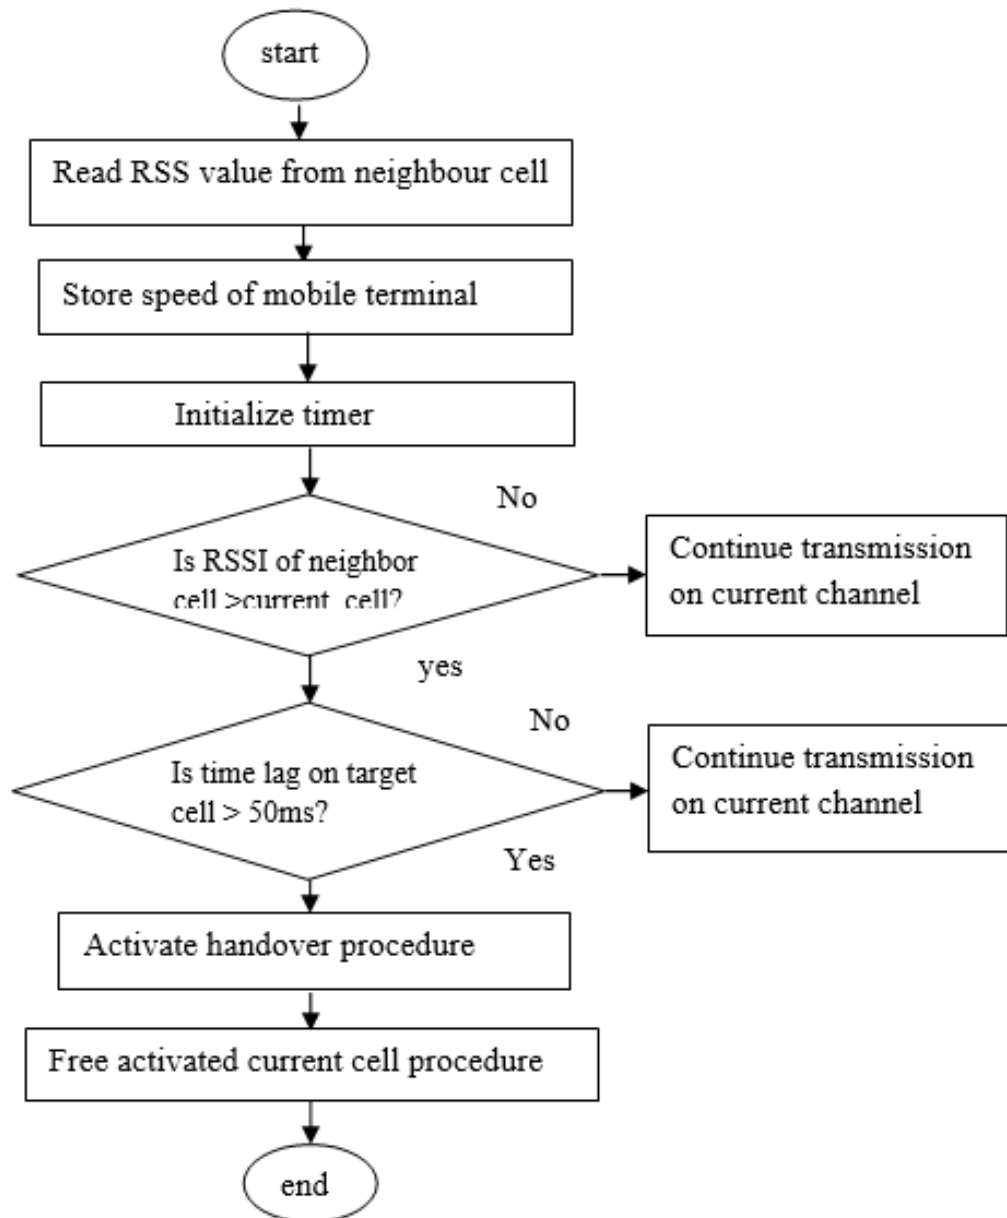 start
Read RSS value from neighbour cell
Store speed of mobile terminal
Initialize timer
No
Is RSSI of neighbor
cell >current cell?
Continue transmission
on current channel
yes
No
Is time lag on target
cell > 50ms?
Continue transmission
on current channel
Yes
Activate handover procedure
Free activated current cell procedure
end